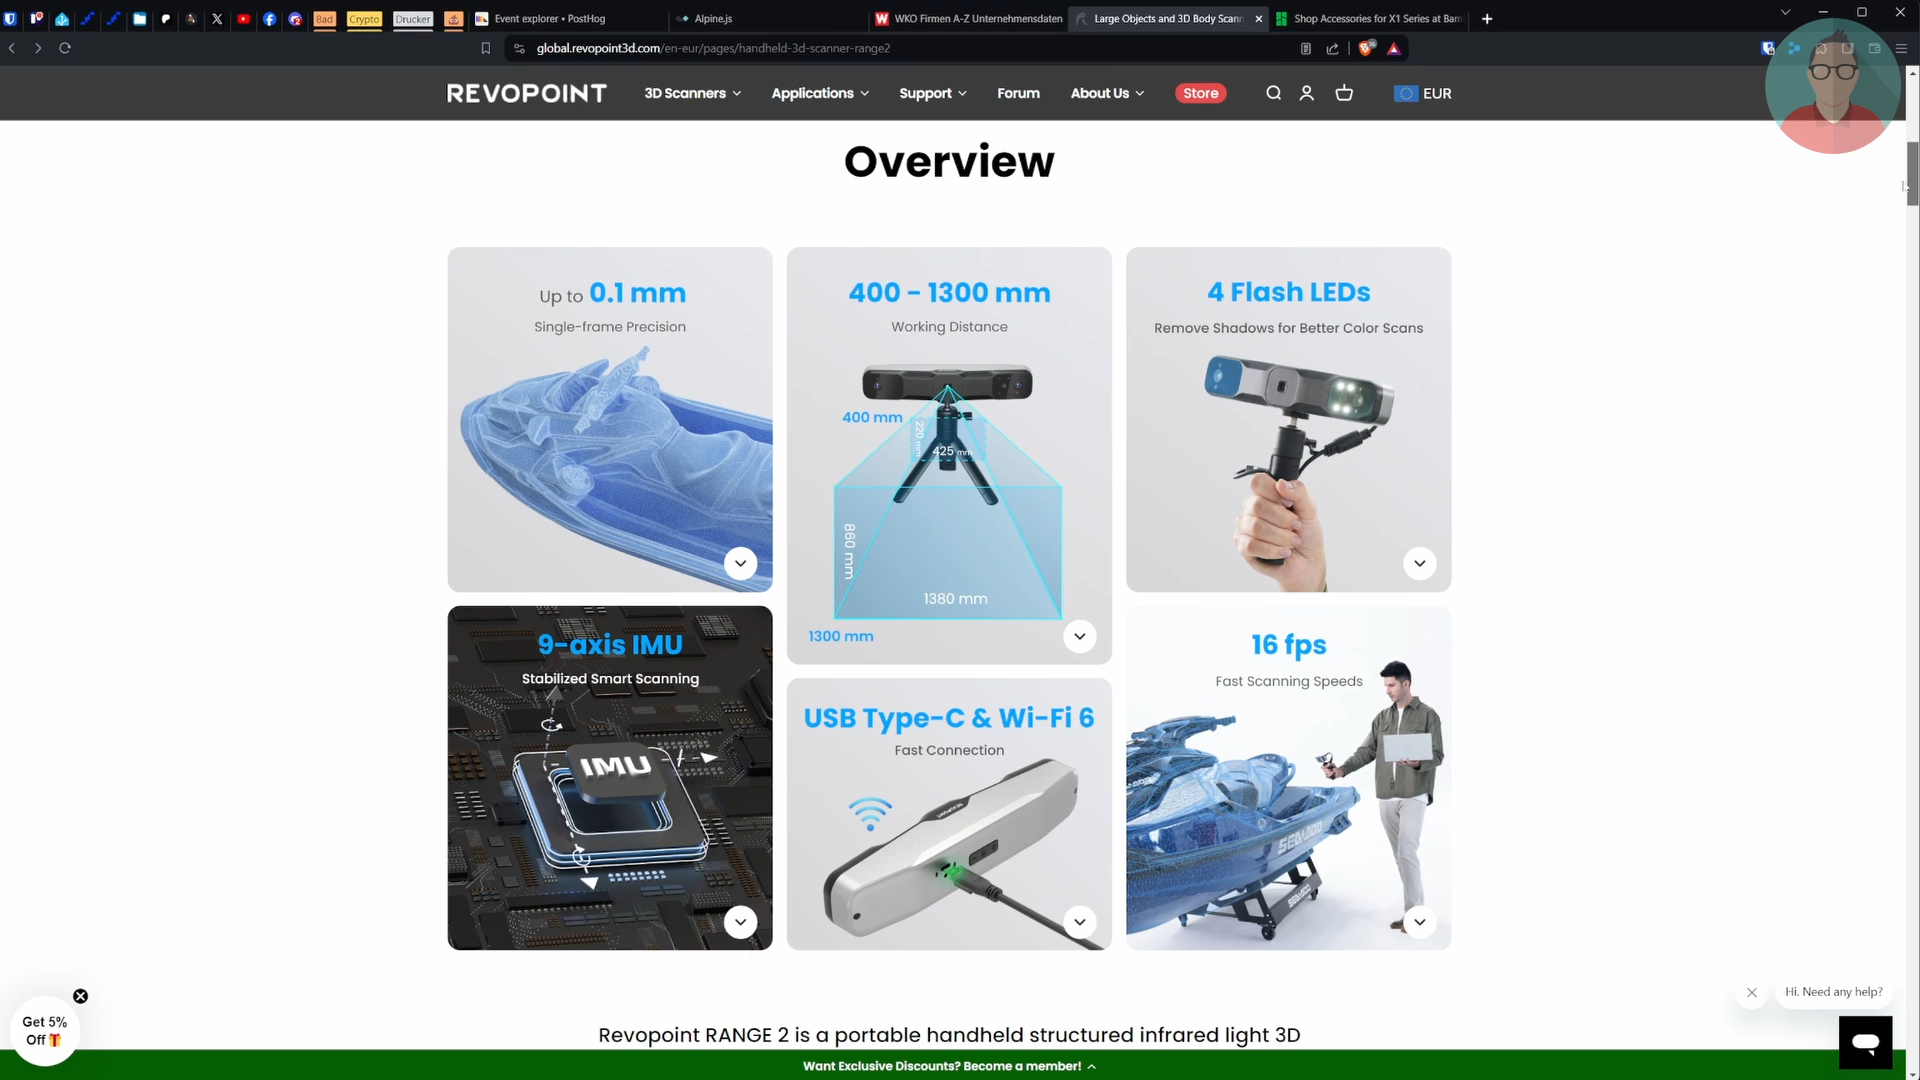 Bad
Crypto
Drucker
Event explorer • PostHog
Alpine.js
WKO Firmen A-Z Unternehmensdaten
Large Objects and 3D Body Scann
Shop Accessories for X1 Series at Bam
global.revopoint3d.com/en-eur/pages/handheld-3d-scanner-range2
REVOPOINT
3D Scanners
Applications
Support
Forum
About Us
Store
EUR
Overview
Up to 0.1 mm
Single-frame Precision
400 - 1300 mm
Working Distance
400 mm
220 mm
425 mm
860 mm
1380 mm
1300 mm
4 Flash LEDs
Remove Shadows for Better Color Scans
9-axis IMU
Stabilized Smart Scanning
IMU
USB Type-C & Wi-Fi 6
Fast Connection
REVOPOINT
16 fps
Fast Scanning Speeds
SEADOO
Get 5%
Off
Hi. Need any help?
Revopoint RANGE 2 is a portable handheld structured infrared light 3D
Want Exclusive Discounts? Become a member!